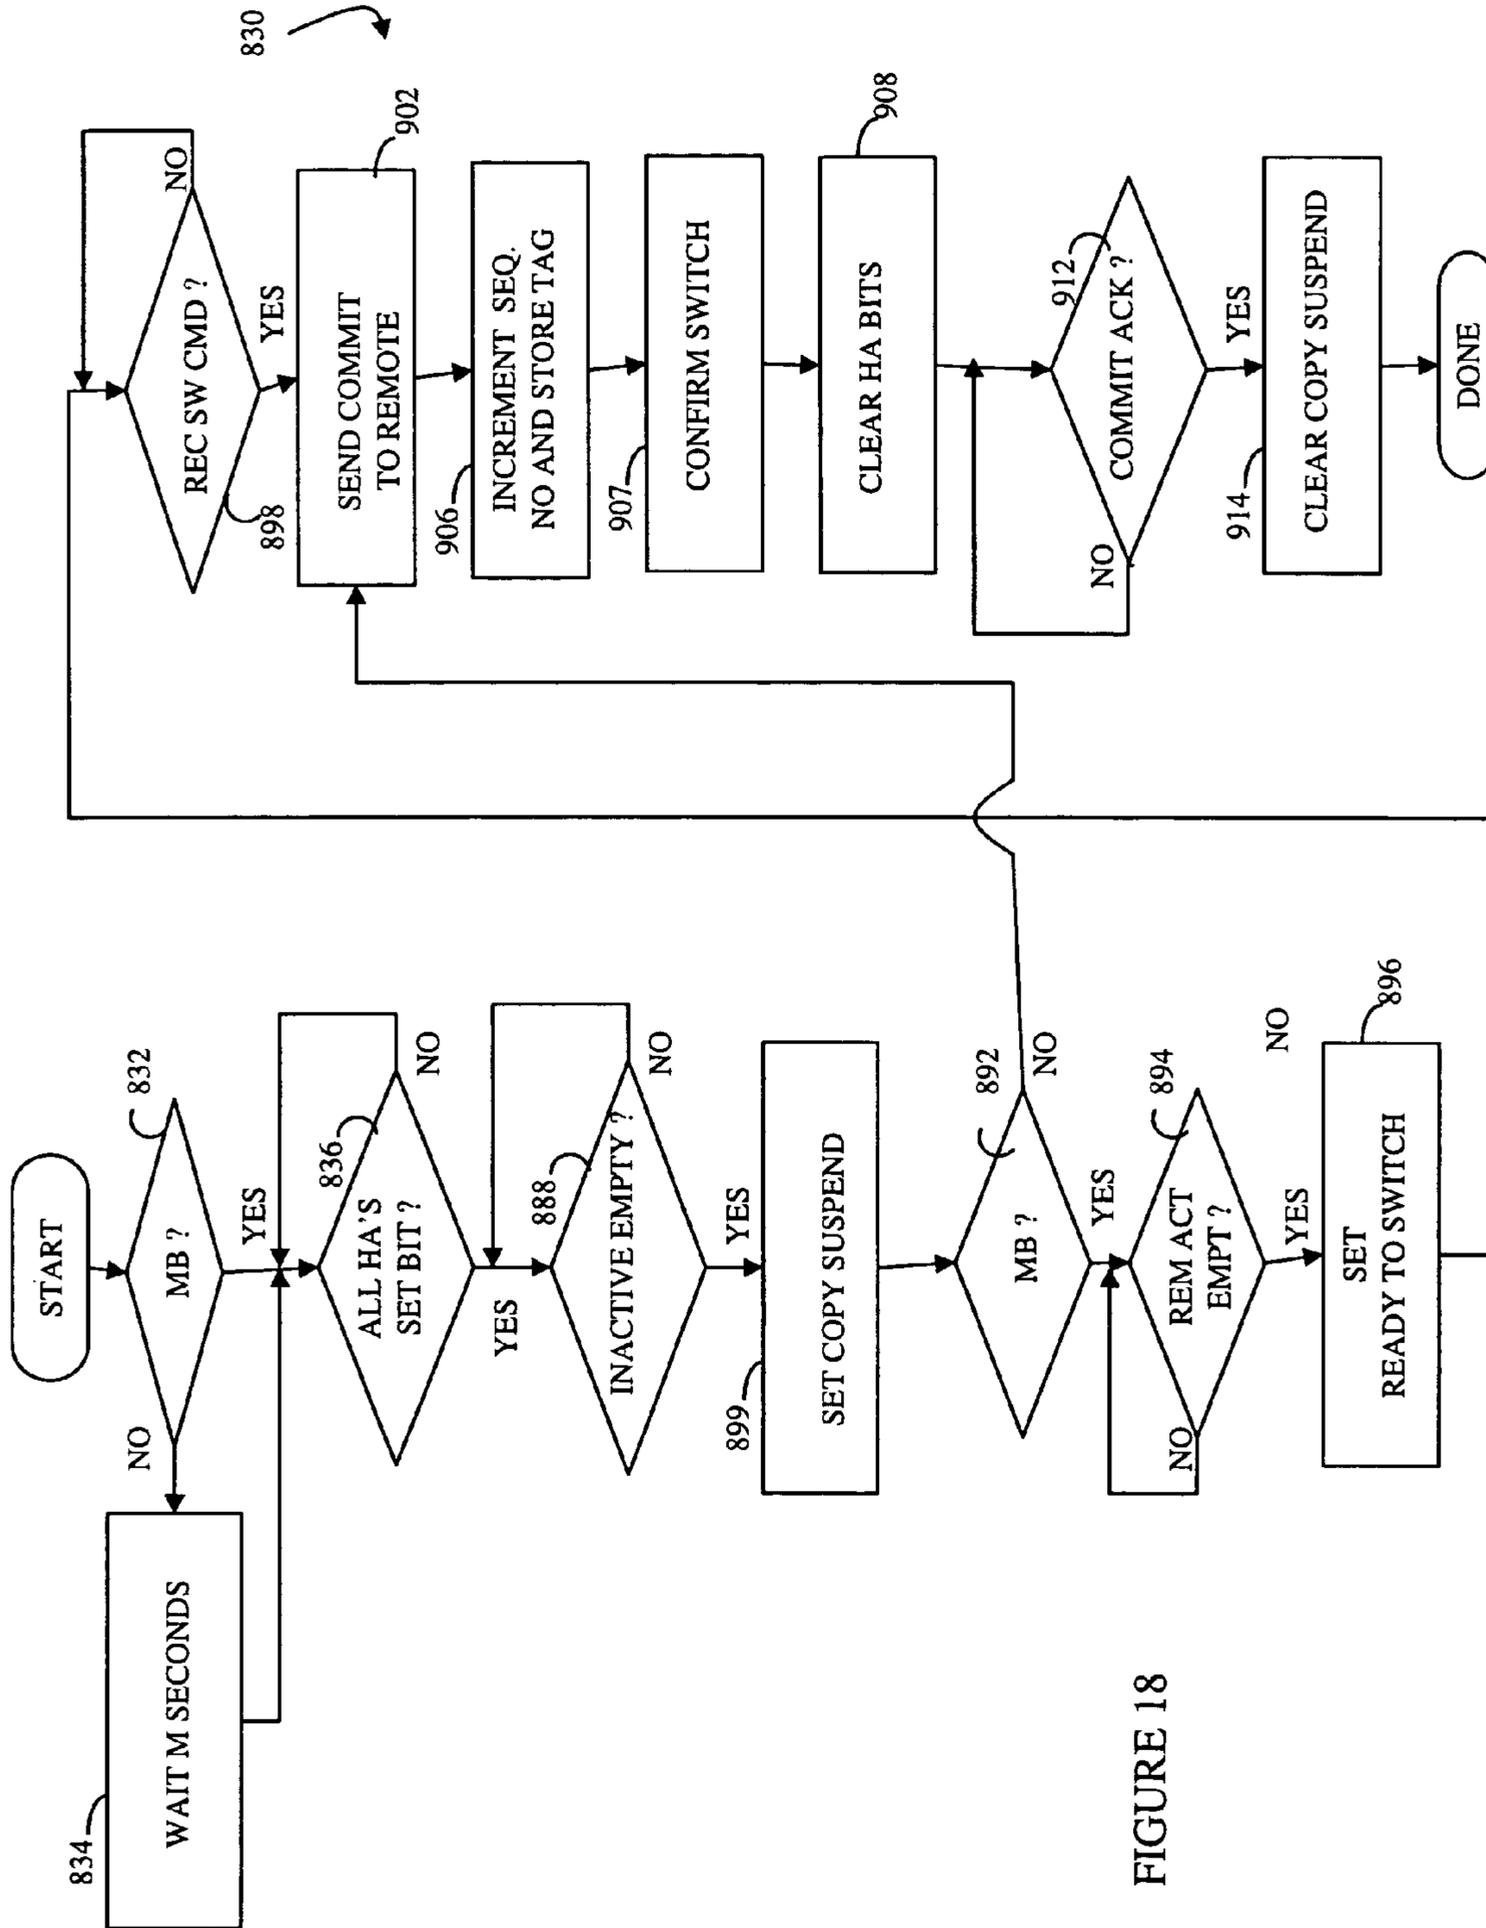 START
MB ?
832
NO
YES
WAIT M SECONDS
834
ALL HA'S
SET BIT ?
836
NO
YES
INACTIVE EMPTY ?
888
NO
YES
SET COPY SUSPEND
899
MB ?
892
NO
YES
REM ACT
EMPT ?
894
NO
YES
NO
SET
READY TO SWITCH
896
830
REC SW CMD ?
898
NO
YES
SEND COMMIT
TO REMOTE
902
INCREMENT SEQ.
NO AND STORE TAG
906
CONFIRM SWITCH
907
CLEAR HA BITS
908
COMMIT ACK ?
912
NO
YES
CLEAR COPY SUSPEND
914
DONE
FIGURE 18